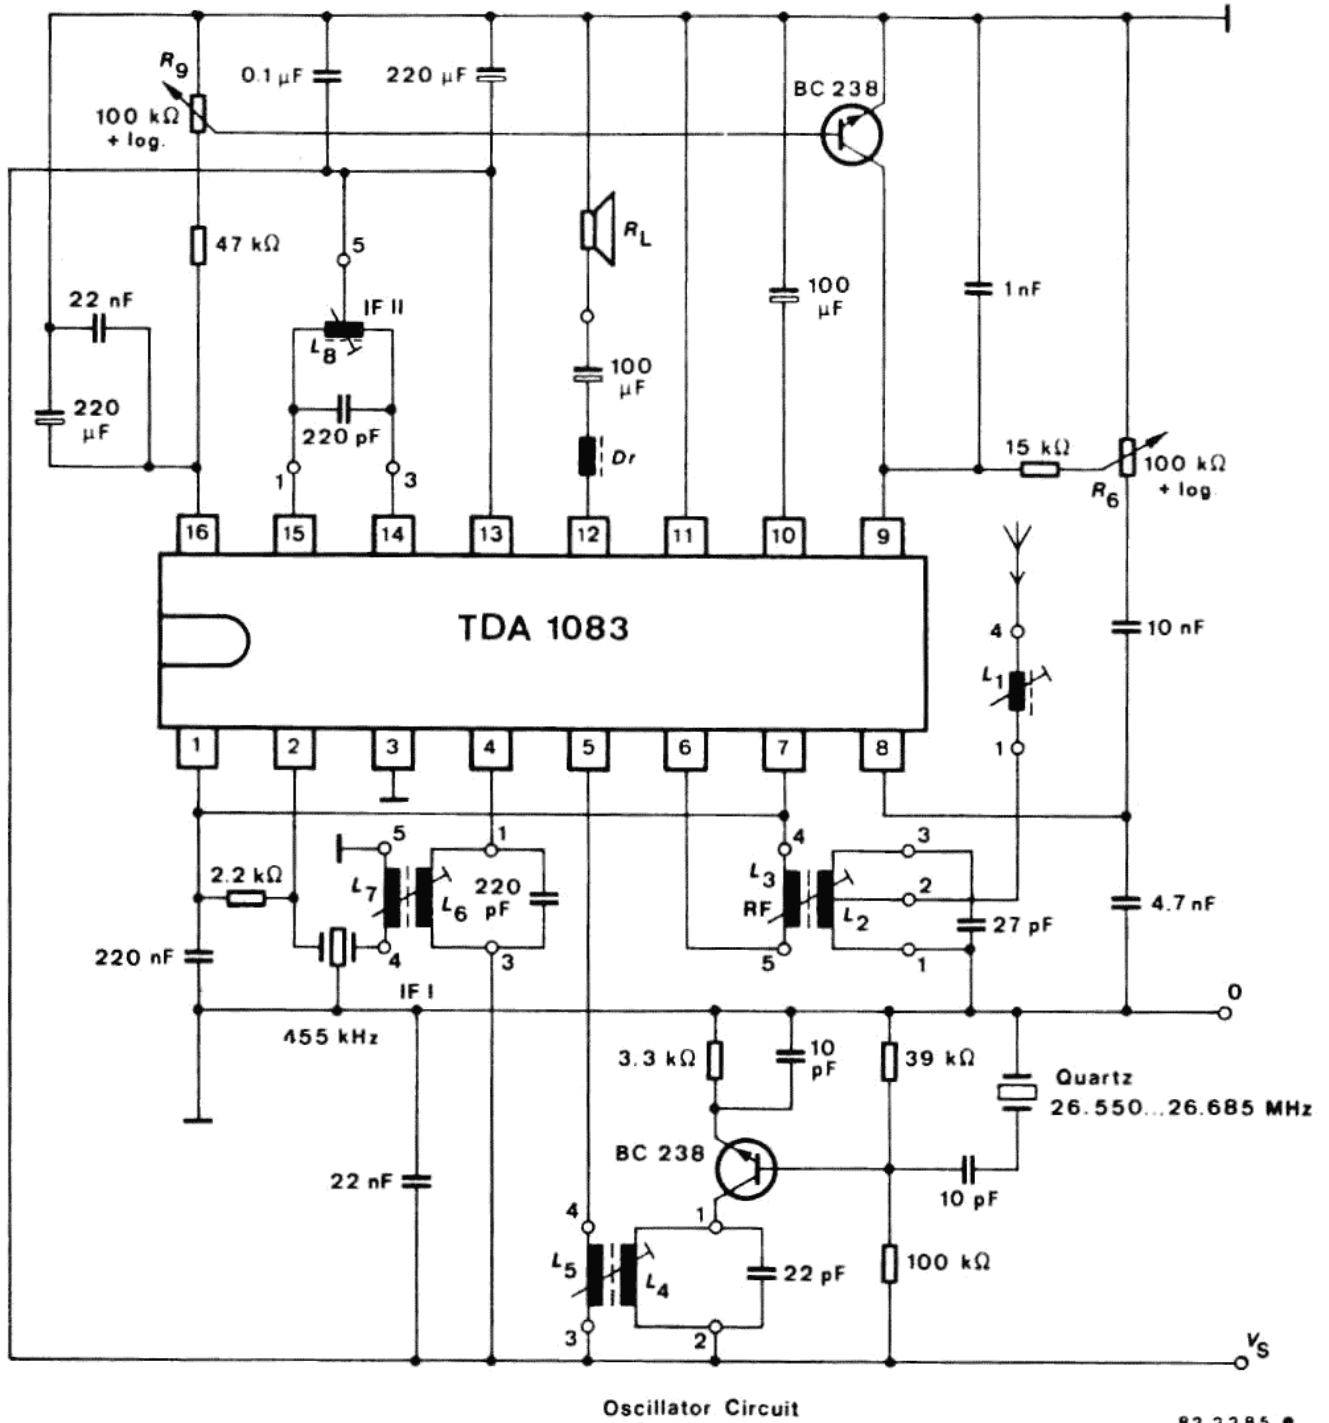 R9
0.1 µF
220 µF
BC 238
100 kΩ
+ log.
47 kΩ
5
RL
22 nF
IF II
L8
100
µF
1 nF
220
µF
100
µF
220 pF
Dr
15 kΩ
100 kΩ
R6
+ log.
1
3
16
15
14
13
12
11
10
9
TDA 1083
4
10 nF
L1
1
1
2
3
4
5
6
7
8
5
1
4
3
2.2 kΩ
L7
L6
220
pF
L3
RF
L2
2
4.7 nF
27 pF
220 nF
4
3
5
1
IF I
0
455 kHz
3.3 kΩ
10
pF
39 kΩ
Quartz
26.550...26.685 MHz
BC 238
22 nF
10 pF
4
1
L5
L4
22 pF
100 kΩ
3
2
VS
Oscillator Circuit
82 2285